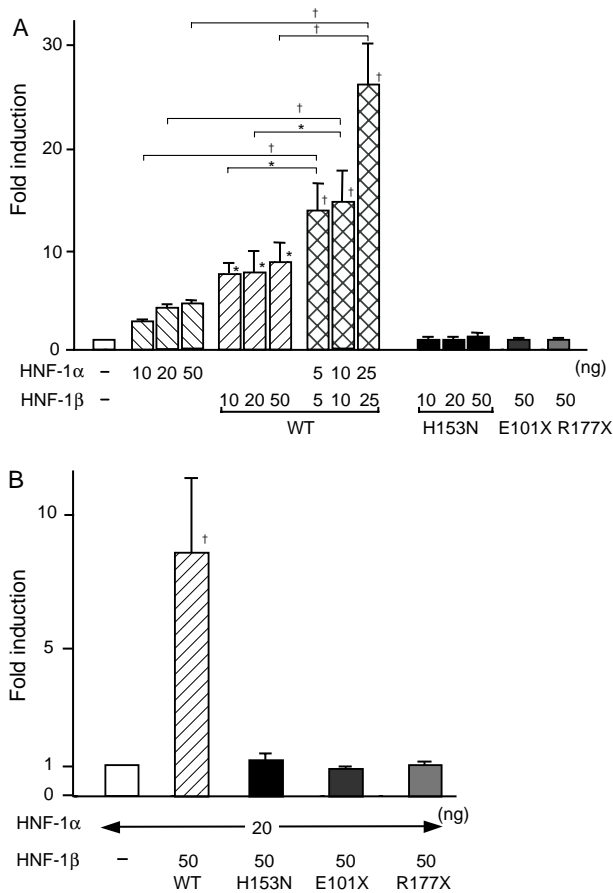 A
†
†
30
†
*
†
*
20
†
†
†
10
*
*
*
0
Fold induction
HNF-1α – 10 20 50 5 10 25 (ng)
HNF-1β – 10 20 50 5 10 25 10 20 50 50 50
WT H153N E101X R177X
B
10
†
5
1
0
Fold induction
(ng)
HNF-1α 20
HNF-1β – 50 50 50 50
WT H153N E101X R177X